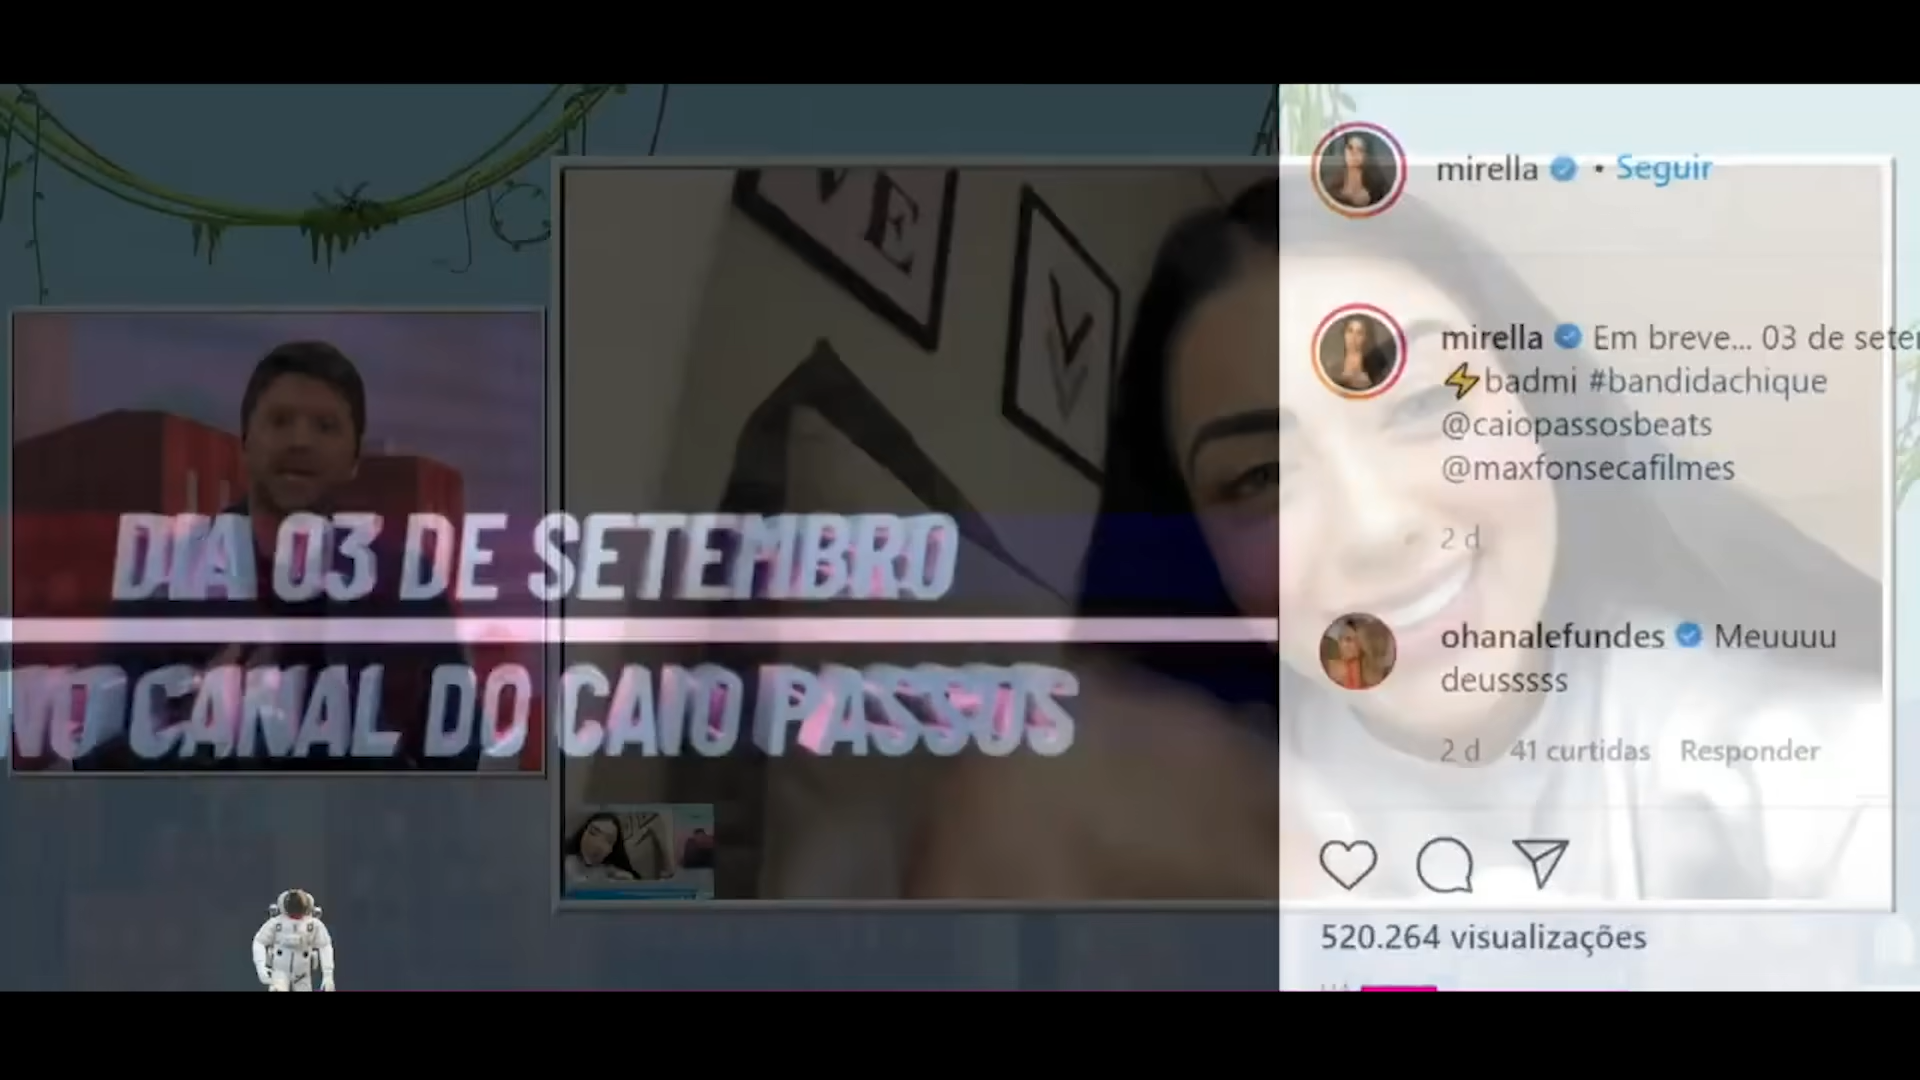 mirella • Seguir
mirella Em breve... 03 de sete
badmi #bandidachique
@caiopassosbeats
@maxfonsecafilmes
2 d
ohanalefundes Meuuuu
deusssss
2 d 41 curtidas Responder
520.264 visualizações
DIA 03 DE SETEMBRO
NO CANAL DO CAIO PASSOS